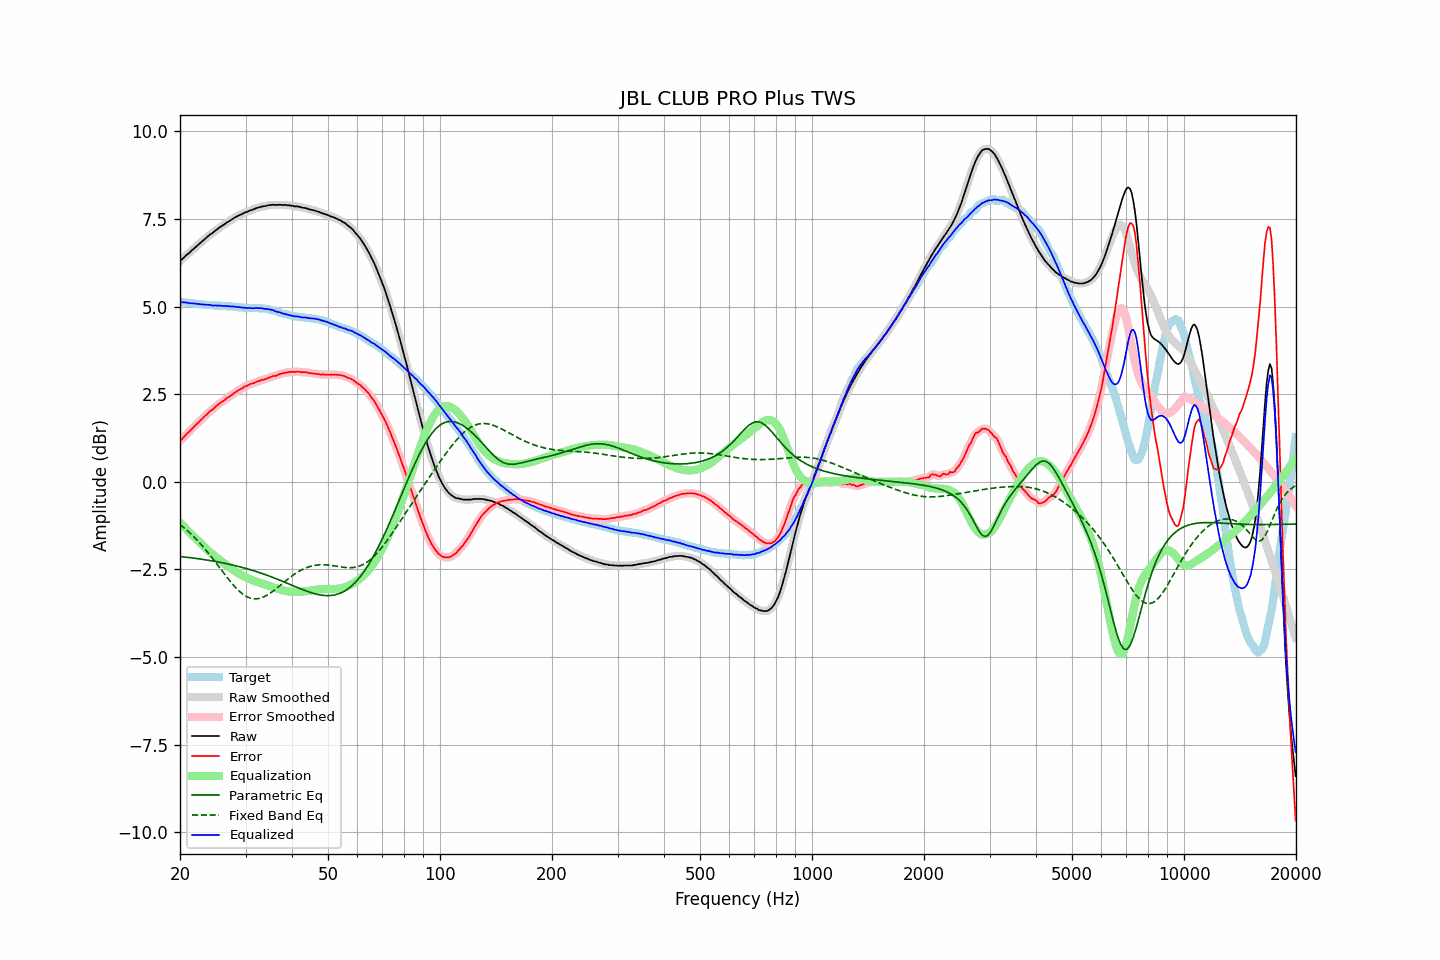 JBL CLUB PRO Plus TWS
10.0
7.5
5.0
2.5
0.0
−2.5
−5.0
−7.5
−10.0
Amplitude (dBr)
Target
Raw Smoothed
Error Smoothed
Raw
Error
Equalization
Parametric Eq
Fixed Band Eq
Equalized
20 50 100 200 500 1000 2000 5000 10000 20000
Frequency (Hz)